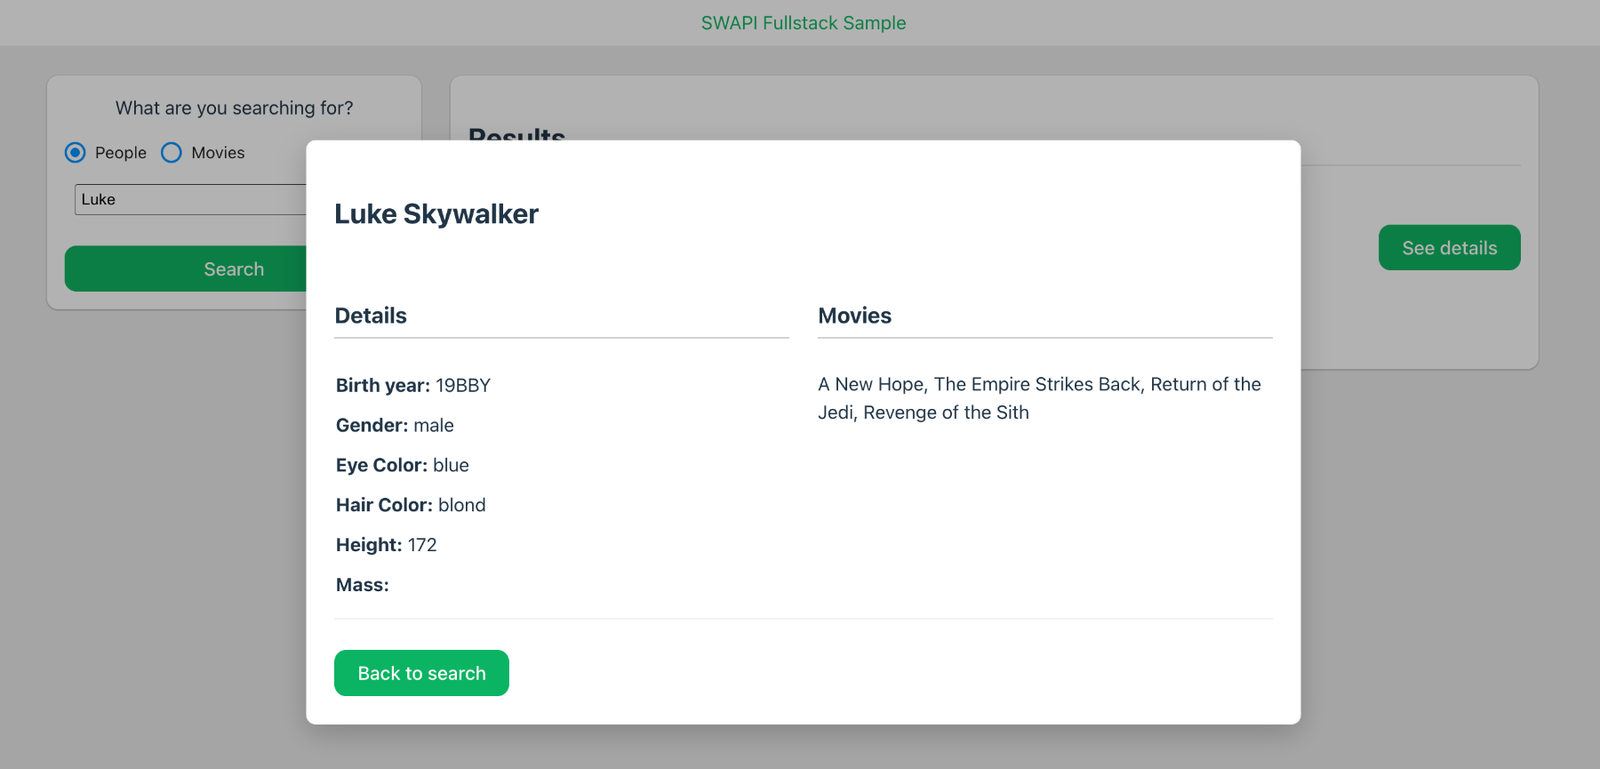 SWAPI Fullstack Sample
What are you searching for?
People Movies
Luke
Search
Results
See details
Luke Skywalker
Details
Birth year: 19BBY
Gender: male
Eye Color: blue
Hair Color: blond
Height: 172
Mass:
Movies
A New Hope, The Empire Strikes Back, Return of the
Jedi, Revenge of the Sith
Back to search